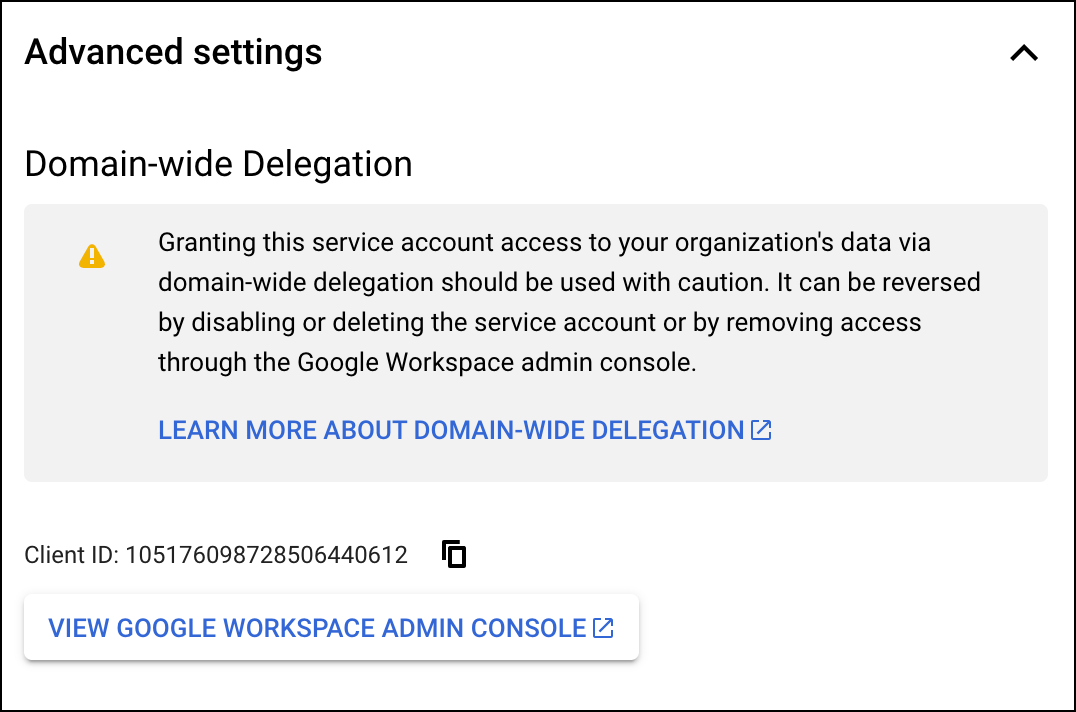 Advanced settings
Domain-wide Delegation
Granting this service account access to your organization's data via
domain-wide delegation should be used with caution. It can be reversed
by disabling or deleting the service account or by removing access
through the Google Workspace admin console.
LEARN MORE ABOUT DOMAIN-WIDE DELEGATION
Client ID: 105176098728506440612
VIEW GOOGLE WORKSPACE ADMIN CONSOLE